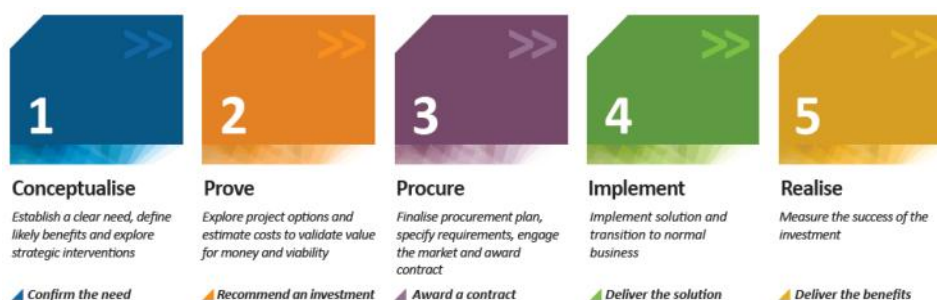 1
Conceptualise
Establish a clear need, define
likely benefits and explore
strategic interventions
Confirm the need
2
Prove
Explore project options and
estimate costs to validate value
for money and viability
Recommend an investment
3
Procure
Finalise procurement plan,
specify requirements, engage
the market and award
contract
Award a contract
4
Implement
Implement solution and
transition to normal
business
Deliver the solution
5
Realise
Measure the success of the
investment
Deliver the benefits